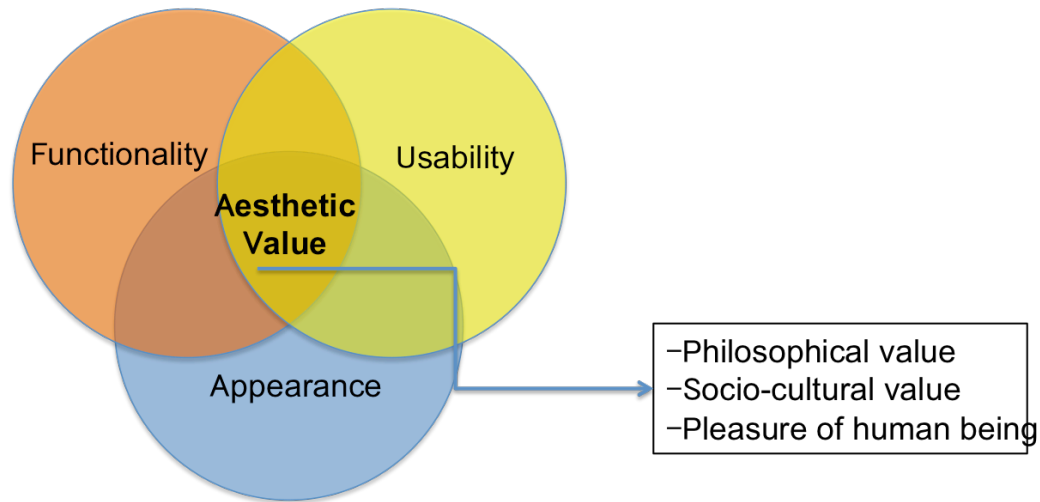 Functionality
Usability
Aesthetic
Value
Appearance
−Philosophical value
−Socio-cultural value
−Pleasure of human being